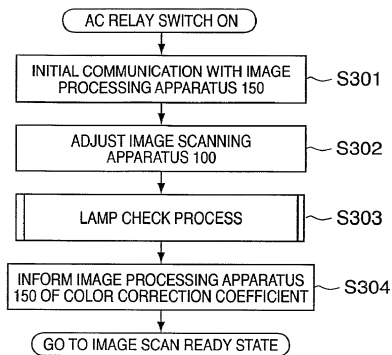 AC RELAY SWITCH ON
INITIAL COMMUNICATION WITH IMAGE
PROCESSING APPARATUS 150
S301
ADJUST IMAGE SCANNING
APPARATUS 100
S302
LAMP CHECK PROCESS
S303
INFORM IMAGE PROCESSING APPARATUS
150 OF COLOR CORRECTION COEFFICIENT
S304
GO TO IMAGE SCAN READY STATE